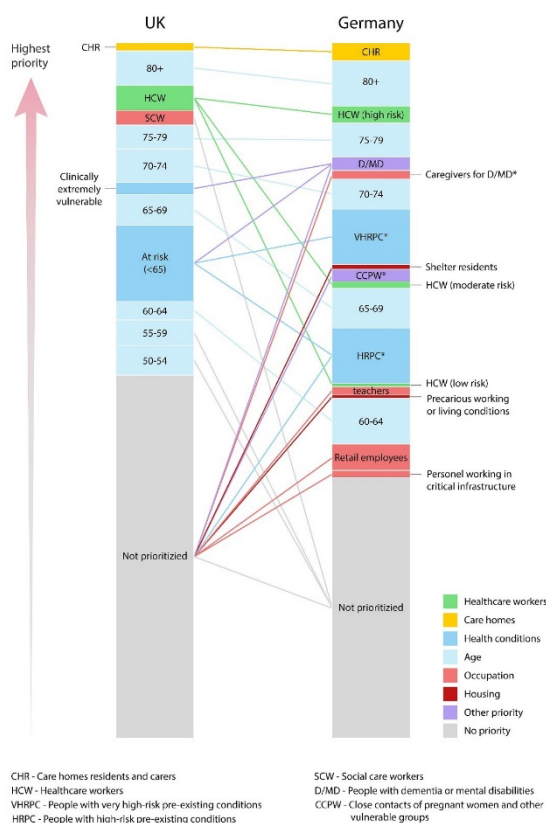 UK
Germany
Highest
priority
CHR
80+
HCW
SCW
75-79
70-74
Clinically
extremely
vulnerable
65-69
At risk
(<65)
60-64
55-59
50-54
Not prioritizied
CHR
80+
HCW (high risk)
75-79
D/MD
Caregivers for D/MD*
70-74
VHRPC*
Shelter residents
CCPW*
HCW (moderate risk)
65-69
HRPC*
HCW (low risk)
teachers
Precarious working
or living conditions
60-64
Retail employees
Personel working in
critical infrastructure
Not prioritizied
Healthcare workers
Care homes
Health conditions
Age
Occupation
Housing
Other priority
No priority
CHR - Care homes residents and carers
HCW - Healthcare workers
VHRPC - People with very high-risk pre-existing conditions
HRPC - People with high-risk pre-existing conditions
SCW - Social care workers
D/MD - People with dementia or mental disabilities
CCPW - Close contacts of pregnant women and other
vulnerable groups